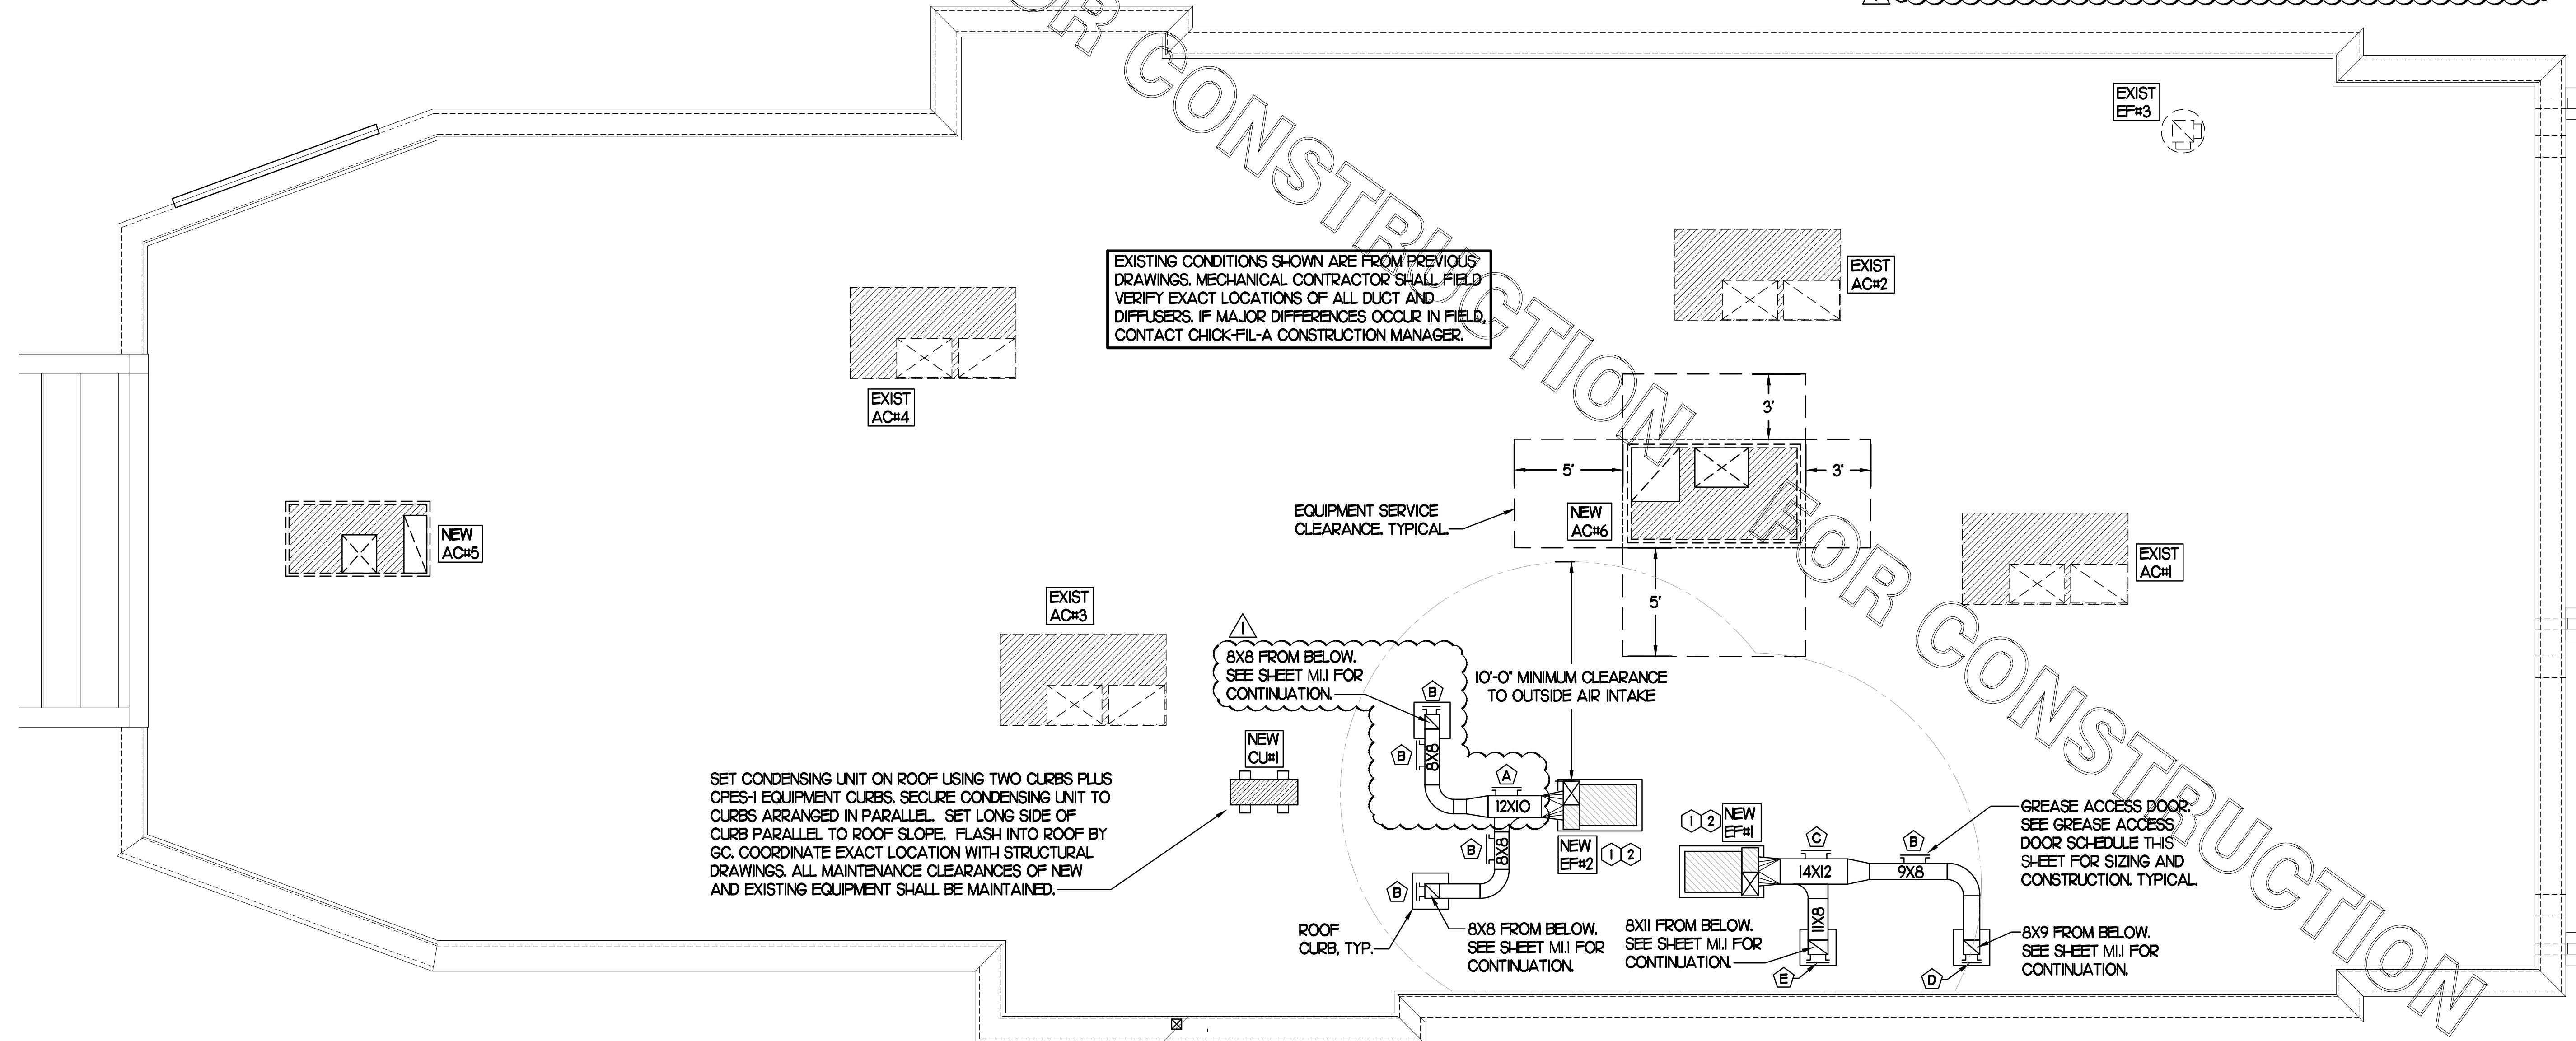 FOR CONSTRUCTION
EXIST
EF#3
EXISTING CONDITIONS SHOWN ARE FROM PREVIOUS
DRAWINGS. MECHANICAL CONTRACTOR SHALL FIELD
VERIFY EXACT LOCATIONS OF ALL DUCT AND
DIFFUSERS. IF MAJOR DIFFERENCES OCCUR IN FIELD,
CONTACT CHICK-FIL-A CONSTRUCTION MANAGER.
EXIST
AC#2
EXIST
AC#4
3'
5'
3'
EQUIPMENT SERVICE
CLEARANCE. TYPICAL.
NEW
AC#6
NEW
AC#5
EXIST
AC#1
EXIST
AC#3
5'
FOR CONSTRUCTION
1
8X8 FROM BELOW.
SEE SHEET M1.1 FOR
CONTINUATION.
10'-0" MINIMUM CLEARANCE
TO OUTSIDE AIR INTAKE
B
B
8X8
NEW
CU#1
A
12X10
SET CONDENSING UNIT ON ROOF USING TWO CURBS PLUS
CPES-1 EQUIPMENT CURBS. SECURE CONDENSING UNIT TO
CURBS ARRANGED IN PARALLEL. SET LONG SIDE OF
CURB PARALLEL TO ROOF SLOPE. FLASH INTO ROOF BY
GC. COORDINATE EXACT LOCATION WITH STRUCTURAL
DRAWINGS. ALL MAINTENANCE CLEARANCES OF NEW
AND EXISTING EQUIPMENT SHALL BE MAINTAINED.
B
8X8
NEW
EF#2
1 2
1 2
NEW
EF#1
C
14X12
B
9X8
GREASE ACCESS DOOR.
SEE GREASE ACCESS
DOOR SCHEDULE THIS
SHEET FOR SIZING AND
CONSTRUCTION. TYPICAL.
B
ROOF
CURB, TYP.
8X8 FROM BELOW.
SEE SHEET M1.1 FOR
CONTINUATION.
8X11 FROM BELOW.
SEE SHEET M1.1 FOR
CONTINUATION.
11X8
E
D
8X9 FROM BELOW.
SEE SHEET M1.1 FOR
CONTINUATION.